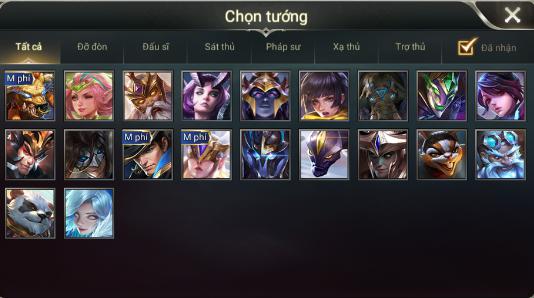 Chọn tướng
Tất cả Đỡ đòn Đấu sĩ Sát thủ Pháp sư Xạ thủ Trợ thủ Đã nhận
M phí
M phí M phí